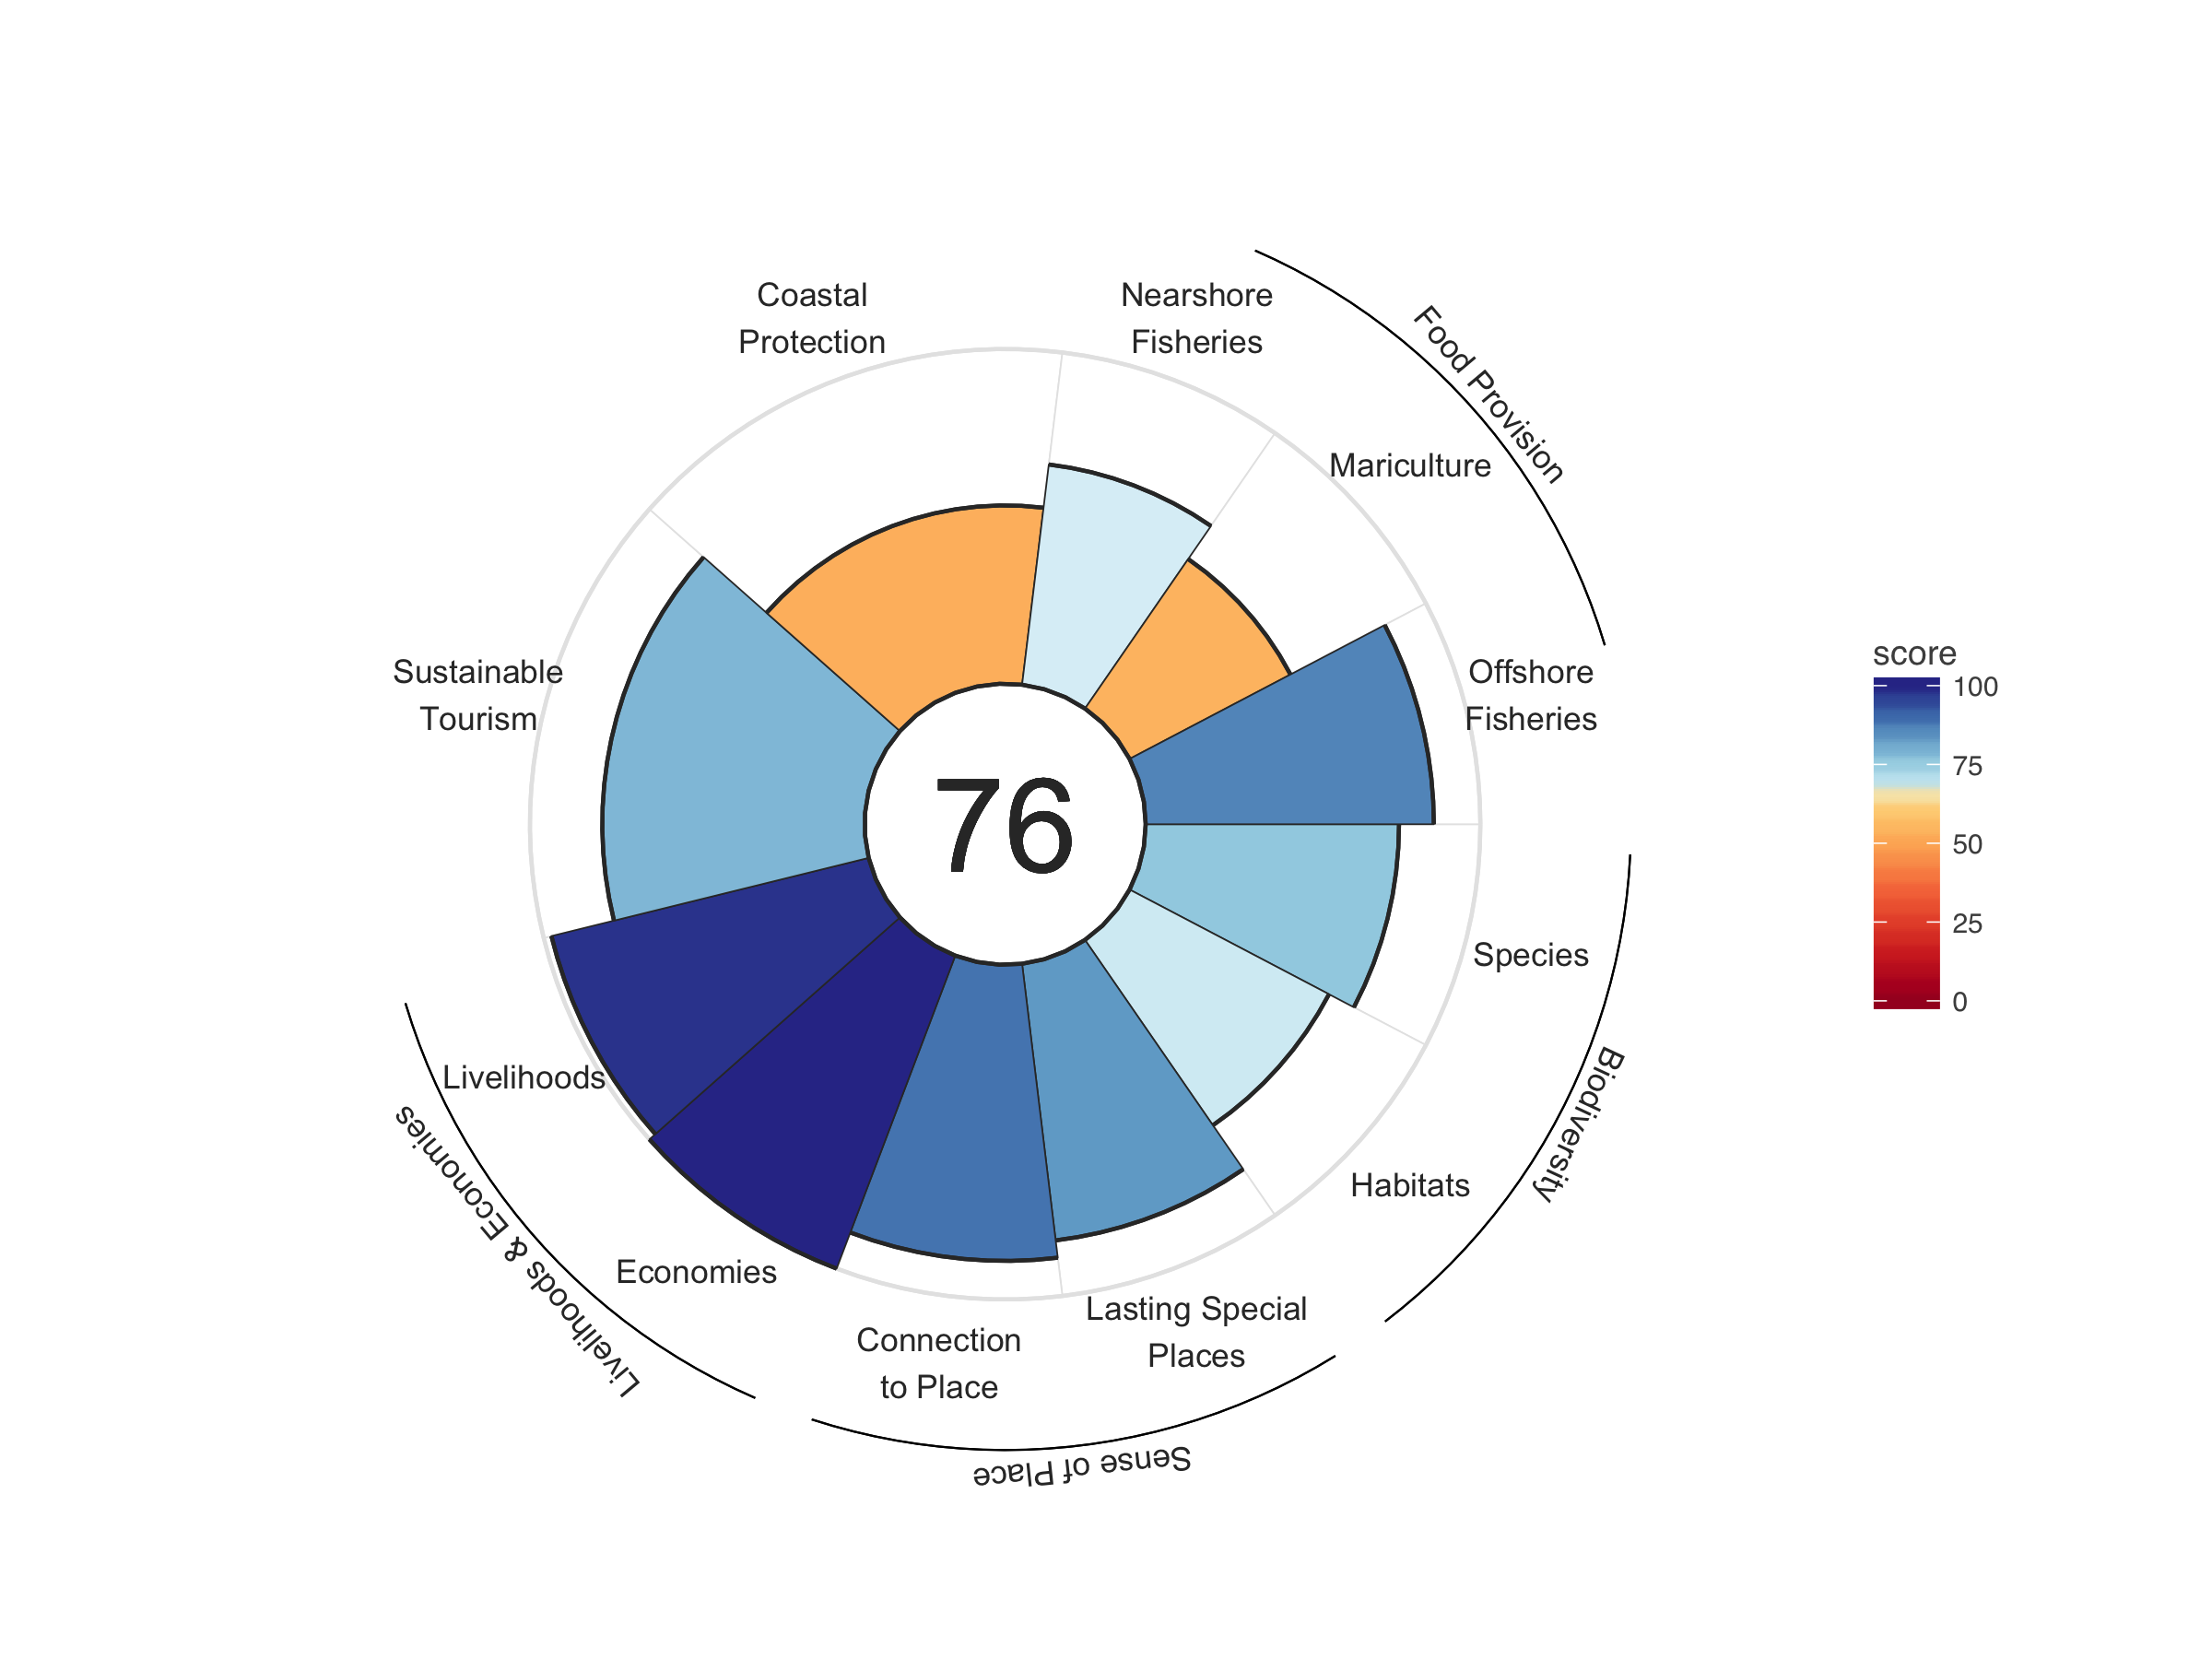 Coastal
Protection
Nearshore
Fisheries
Food Provision
Mariculture
Offshore
Fisheries
Sustainable
Tourism
76
score
100
75
50
25
0
Species
Biodiversity
Habitats
Livelihoods
Livelihoods & Economies
Economies
Lasting Special
Places
Connection
to Place
Sense of Place